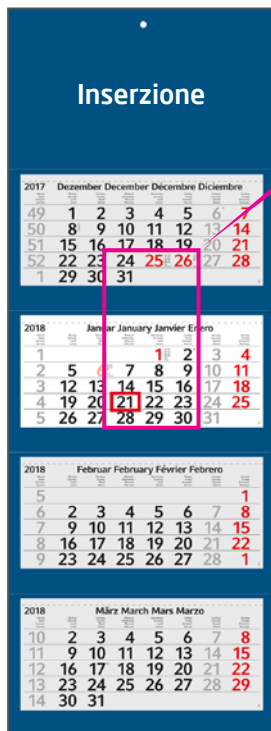 Inserzione
2017 Dezember December Décembre Diciembre
49 1 2 3 4 5 6 7
50 8 9 10 11 12 13 14
51 15 16 17 18 19 20 21
52 22 23 24 25 26 27 28
1 29 30 31
2018 Januar January Janvier Enero
1 1 2 3 4
2 5 6 7 8 9 10 11
3 12 13 14 15 16 17 18
4 19 20 21 22 23 24 25
5 26 27 28 29 30 31
2018 Februar February Février Febrero
5 1
6 2 3 4 5 6 7 8
7 9 10 11 12 13 14 15
8 16 17 18 19 20 21 22
9 23 24 25 26 27 28 1
2018 März March Mars Marzo
10 2 3 4 5 6 7 8
11 9 10 11 12 13 14 15
12 16 17 18 19 20 21 22
13 23 24 25 26 27 28 29
14 30 31